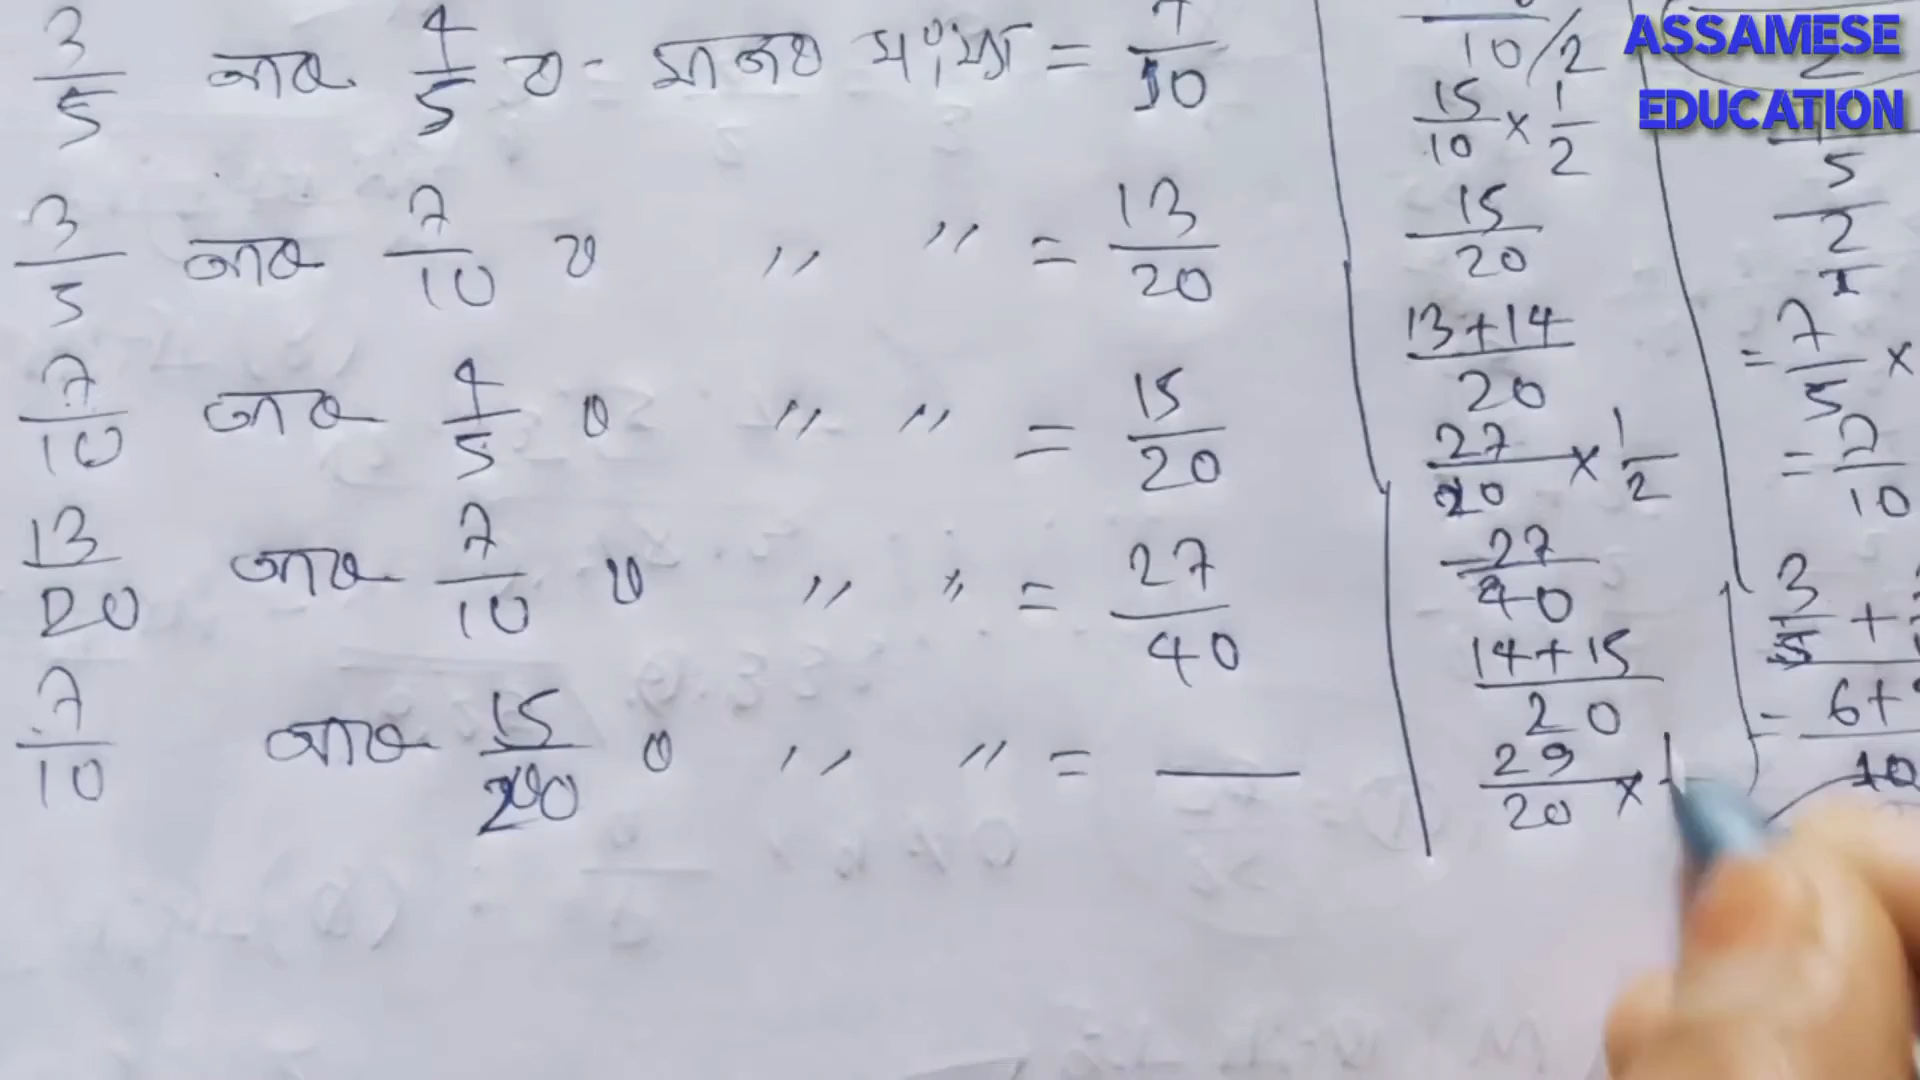 ASSAMESE
EDUCATION
3/5 আৰু 4/5 ৰ মাজৰ সংখ্যা = 7/10
3/5 আৰু 7/10 ৰ " " = 13/20
7/10 আৰু 4/5 ৰ " " = 15/20
13/20 আৰু 7/10 ৰ " " = 27/40
7/10 আৰু 15/20 ৰ " " = __
10/2
15/10 × 1/2
15/20
13+14/20
27/20 × 1/2
27/40
14+15/20
29/20 ×
5
2
1
= 7/5 ×
= 7/10
3/5 +
= 6+
10